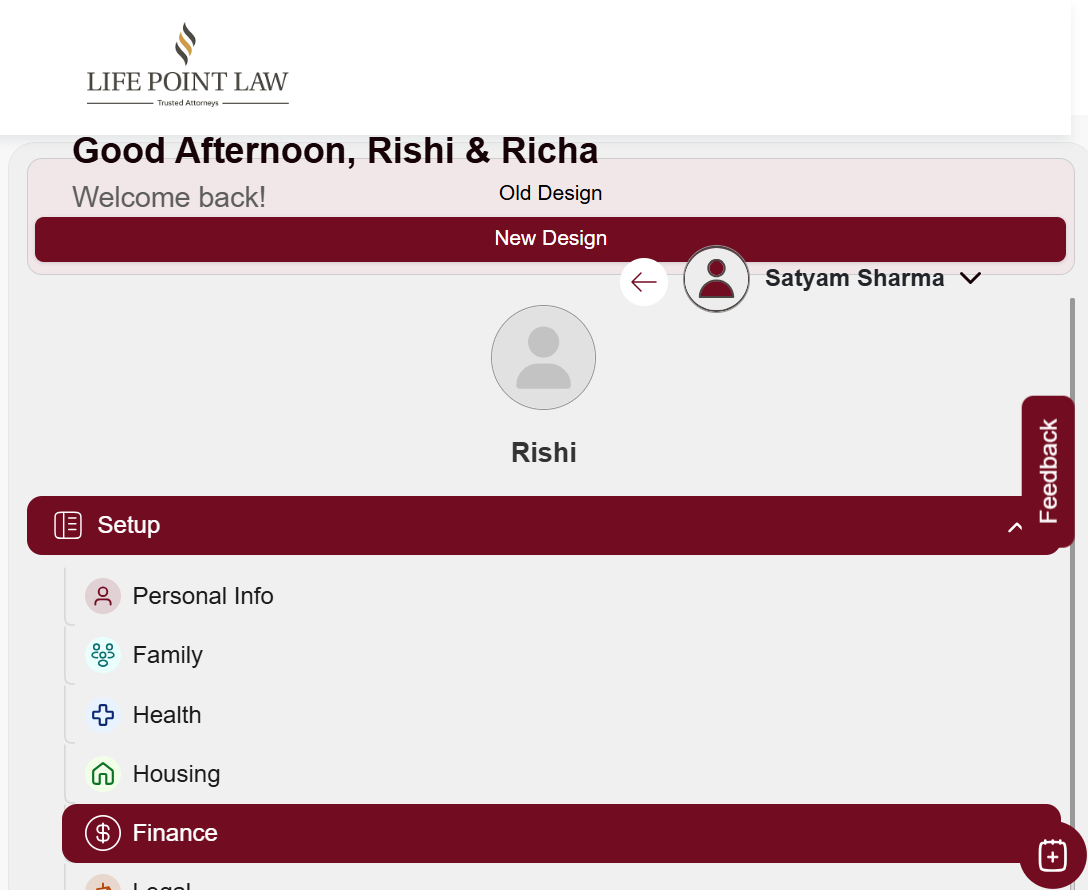 LIFE POINT LAW
Trusted Attorneys
Good Afternoon, Rishi & Richa
Welcome back!
Old Design
New Design
Satyam Sharma
Rishi
Feedback
Setup
Personal Info
Family
Health
Housing
Finance
Legal